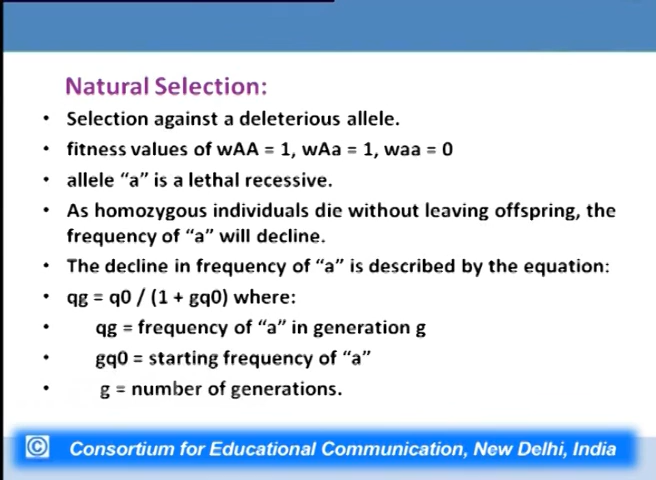 Natural Selection:
• Selection against a deleterious allele.
• fitness values of wAA = 1, wAa = 1, waa = 0
• allele “a” is a lethal recessive.
• As homozygous individuals die without leaving offspring, the
frequency of “a” will decline.
• The decline in frequency of “a” is described by the equation:
• qg = q0 / (1 + gq0) where:
• qg = frequency of “a” in generation g
• gq0 = starting frequency of “a”
• g = number of generations.
© Consortium for Educational Communication, New Delhi, India